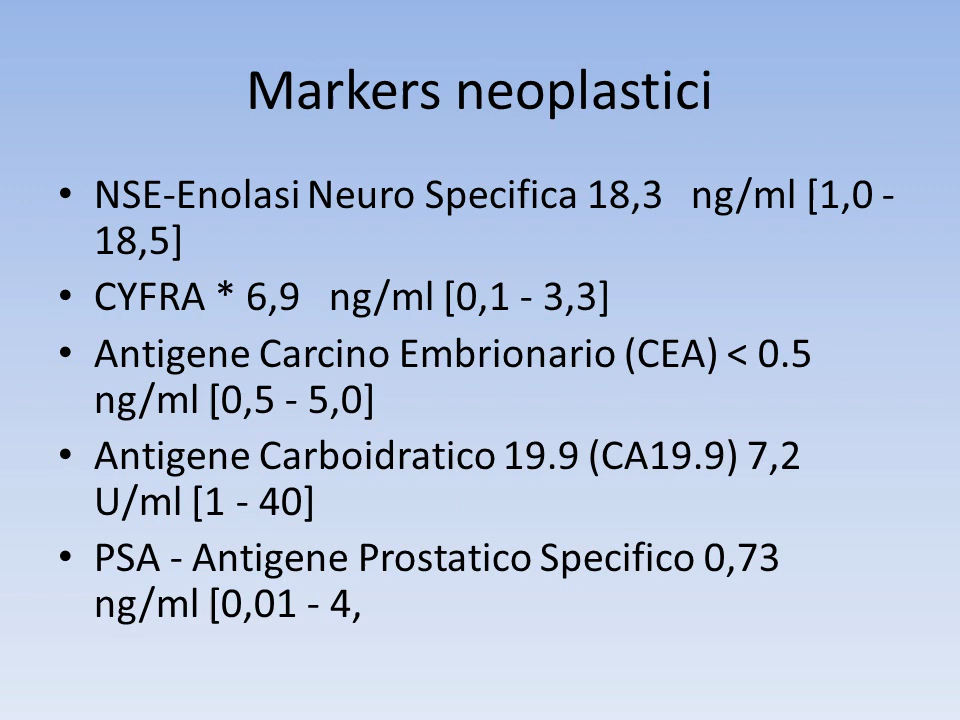 Markers neoplastici
• NSE-Enolasi Neuro Specifica 18,3 ng/ml [1,0 -
18,5]
• CYFRA * 6,9 ng/ml [0,1 - 3,3]
• Antigene Carcino Embrionario (CEA) < 0.5
ng/ml [0,5 - 5,0]
• Antigene Carboidratico 19.9 (CA19.9) 7,2
U/ml [1 - 40]
• PSA - Antigene Prostatico Specifico 0,73
ng/ml [0,01 - 4,